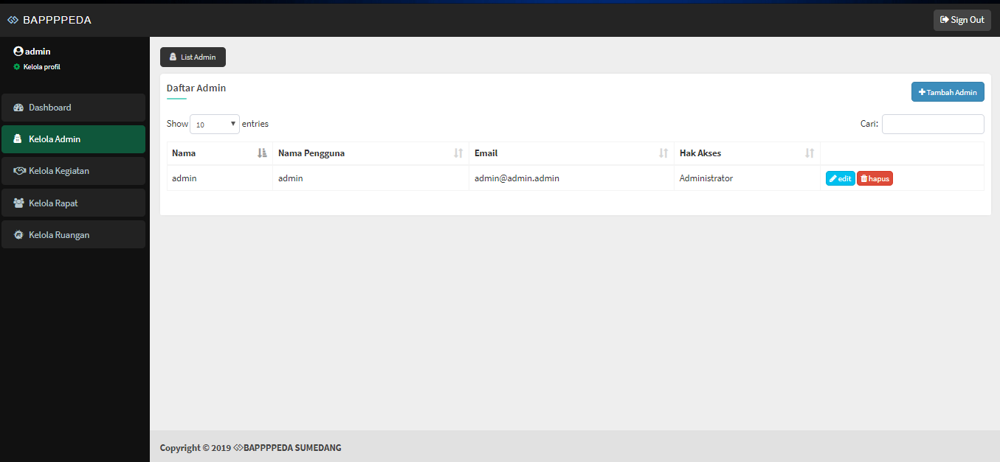 BAPPPPEDA
Sign Out
admin
Kelola profil
Dashboard
Kelola Admin
Kelola Kegiatan
Kelola Rapat
Kelola Ruangan
List Admin
Daftar Admin
Tambah Admin
Show 10 entries
Cari:
Nama Nama Pengguna Email Hak Akses
admin admin admin@admin.admin Administrator edit hapus
Copyright © 2019 BAPPPPEDA SUMEDANG